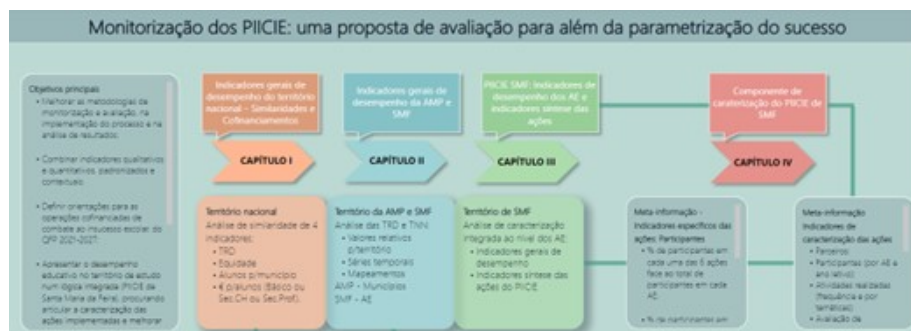 Monitorização dos PIICIE: uma proposta de avaliação para além da parametrização do sucesso
Objetivos principais
• Melhorar as metodologias de
monitorização e avaliação, na
implementação do processo e na
análise de resultados;
• Combinar indicadores qualitativos
e quantitativos, padronizados e
contextuais;
• Definir orientações para as
operações cofinanciadas de
combate ao insucesso escolar do
QFP 2021-2027;
• Apresentar o desempenho
educativo no território de estudo
num lógica integrada (PIICIE de
Santa Maria da Feira), procurando
articular a caracterização das
ações implementadas e melhorar
Indicadores gerais de
desempenho do território
nacional - Similaridades e
Cofinanciamentos
CAPÍTULO I
Território nacional
Análise de similaridade de 4
indicadores:
• TRD
• Equidade
• Alunos p/município
• € p/alunos (Básico ou
Sec.CH ou Sec.Prof).
Indicadores gerais de
desempenho da AMP e
SMF
CAPÍTULO II
Território da AMP e SMF
Análise das TRD e TNN:
• Valores relativos
p/território
• Séries temporais
• Mapeamentos
AMP - Municípios
SMF - AE
PIICIE SMF: Indicadores de
desempenho dos AE e
indicadores síntese das
ações
CAPÍTULO III
Território de SMF
Análise de caracterização
integrada ao nível dos AE:
• Indicadores gerais de
desempenho
• Indicadores síntese das
ações do PIICIE
Componente de
caraterização do PIICIE de
SMF
CAPÍTULO IV
Meta-informação -
Indicadores específicos das
ações: Participantes
• % de participantes em
cada uma das 6 ações
face ao total de
participantes em cada
AE;
• % de participantes em
Meta-informação
Indicadores de
caracterização das ações
• Parceiros;
• Participantes (por AE e
ano letivo)
• Atividades realizadas
(frequência e por
temáticas)
• Avaliação de